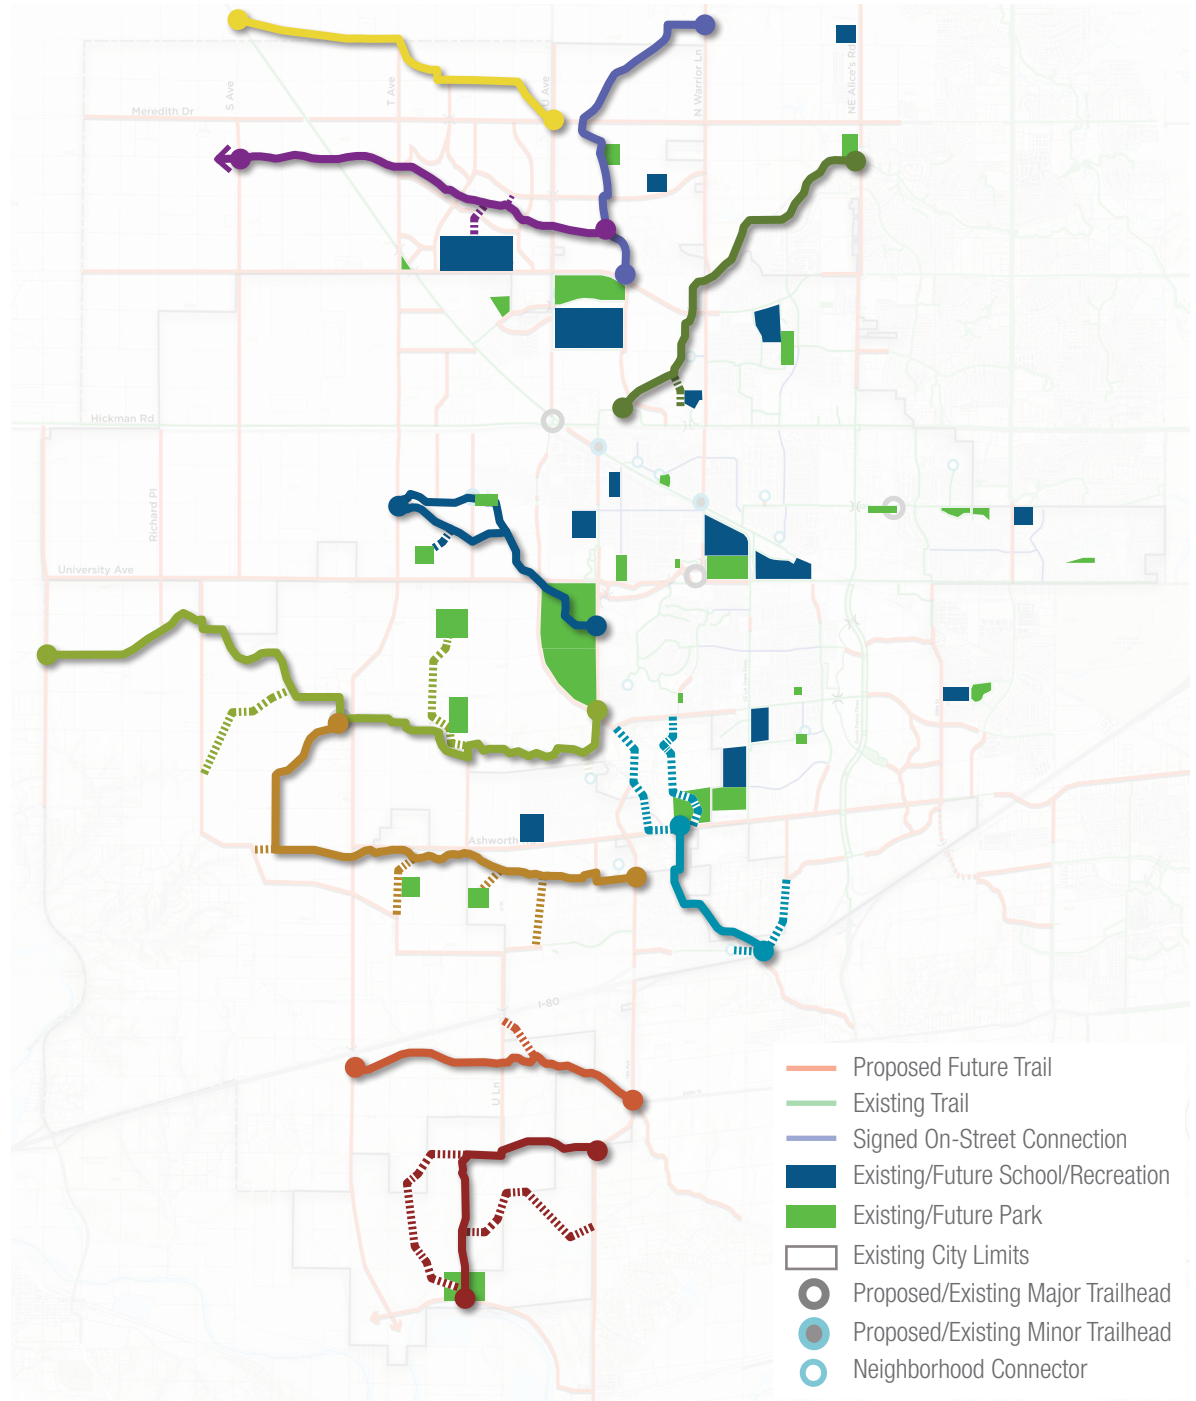 S Ave
T Ave
U Ave
N Warrior Ln
NE Alice's Rd
Meredith Dr
Hickman Rd
Richard Pl
University Ave
Ashworth
I-80
U Ln
Proposed Future Trail
Existing Trail
Signed On-Street Connection
Existing/Future School/Recreation
Existing/Future Park
Existing City Limits
Proposed/Existing Major Trailhead
Proposed/Existing Minor Trailhead
Neighborhood Connector